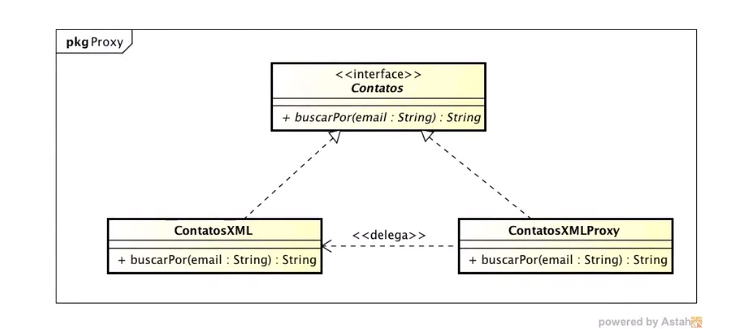 pkg Proxy
<<interface>>
Contatos
+ buscarPor(email : String) : String
ContatosXML
+ buscarPor(email : String) : String
<<delega>>
ContatosXMLProxy
+ buscarPor(email : String) : String
powered by Astah